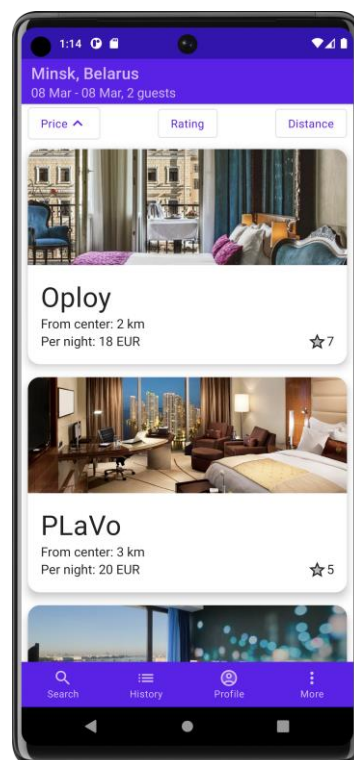 1:14
Minsk, Belarus
08 Mar - 08 Mar, 2 guests
Price Rating Distance
Oploy
From center: 2 km
Per night: 18 EUR 7
PLaVo
From center: 3 km
Per night: 20 EUR 5
Search History Profile More